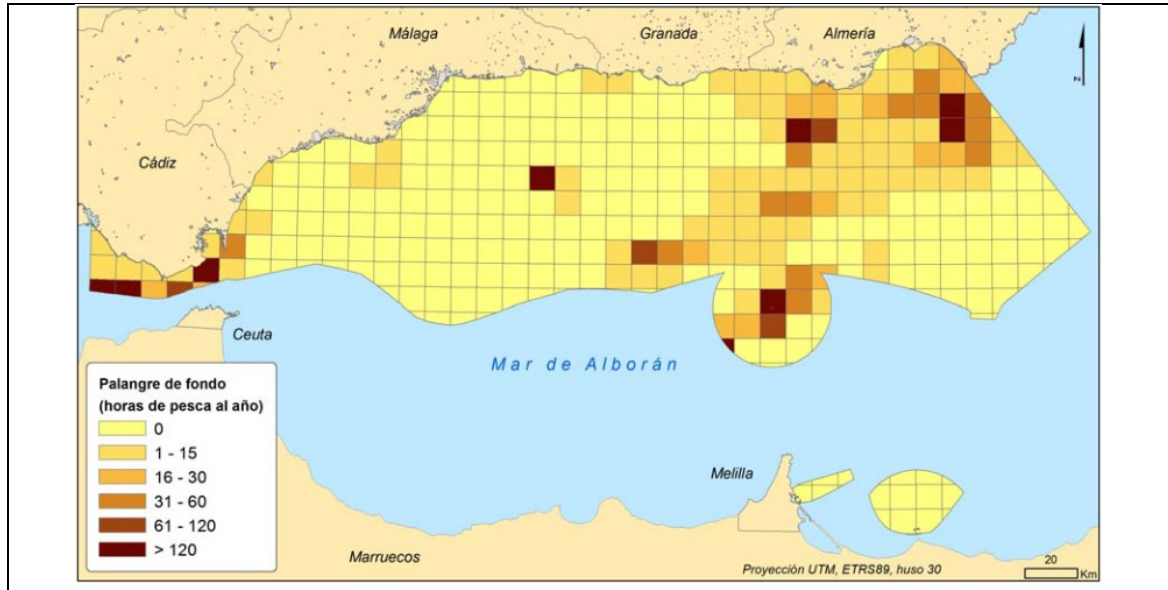 Málaga
Granada
Almería
Cádiz
Ceuta
Mar de Alborán
Palangre de fondo
(horas de pesca al año)
0
1 - 15
16 - 30
31 - 60
61 - 120
> 120
Melilla
Marruecos
Proyección UTM, ETRS89, huso 30
20
Km
z